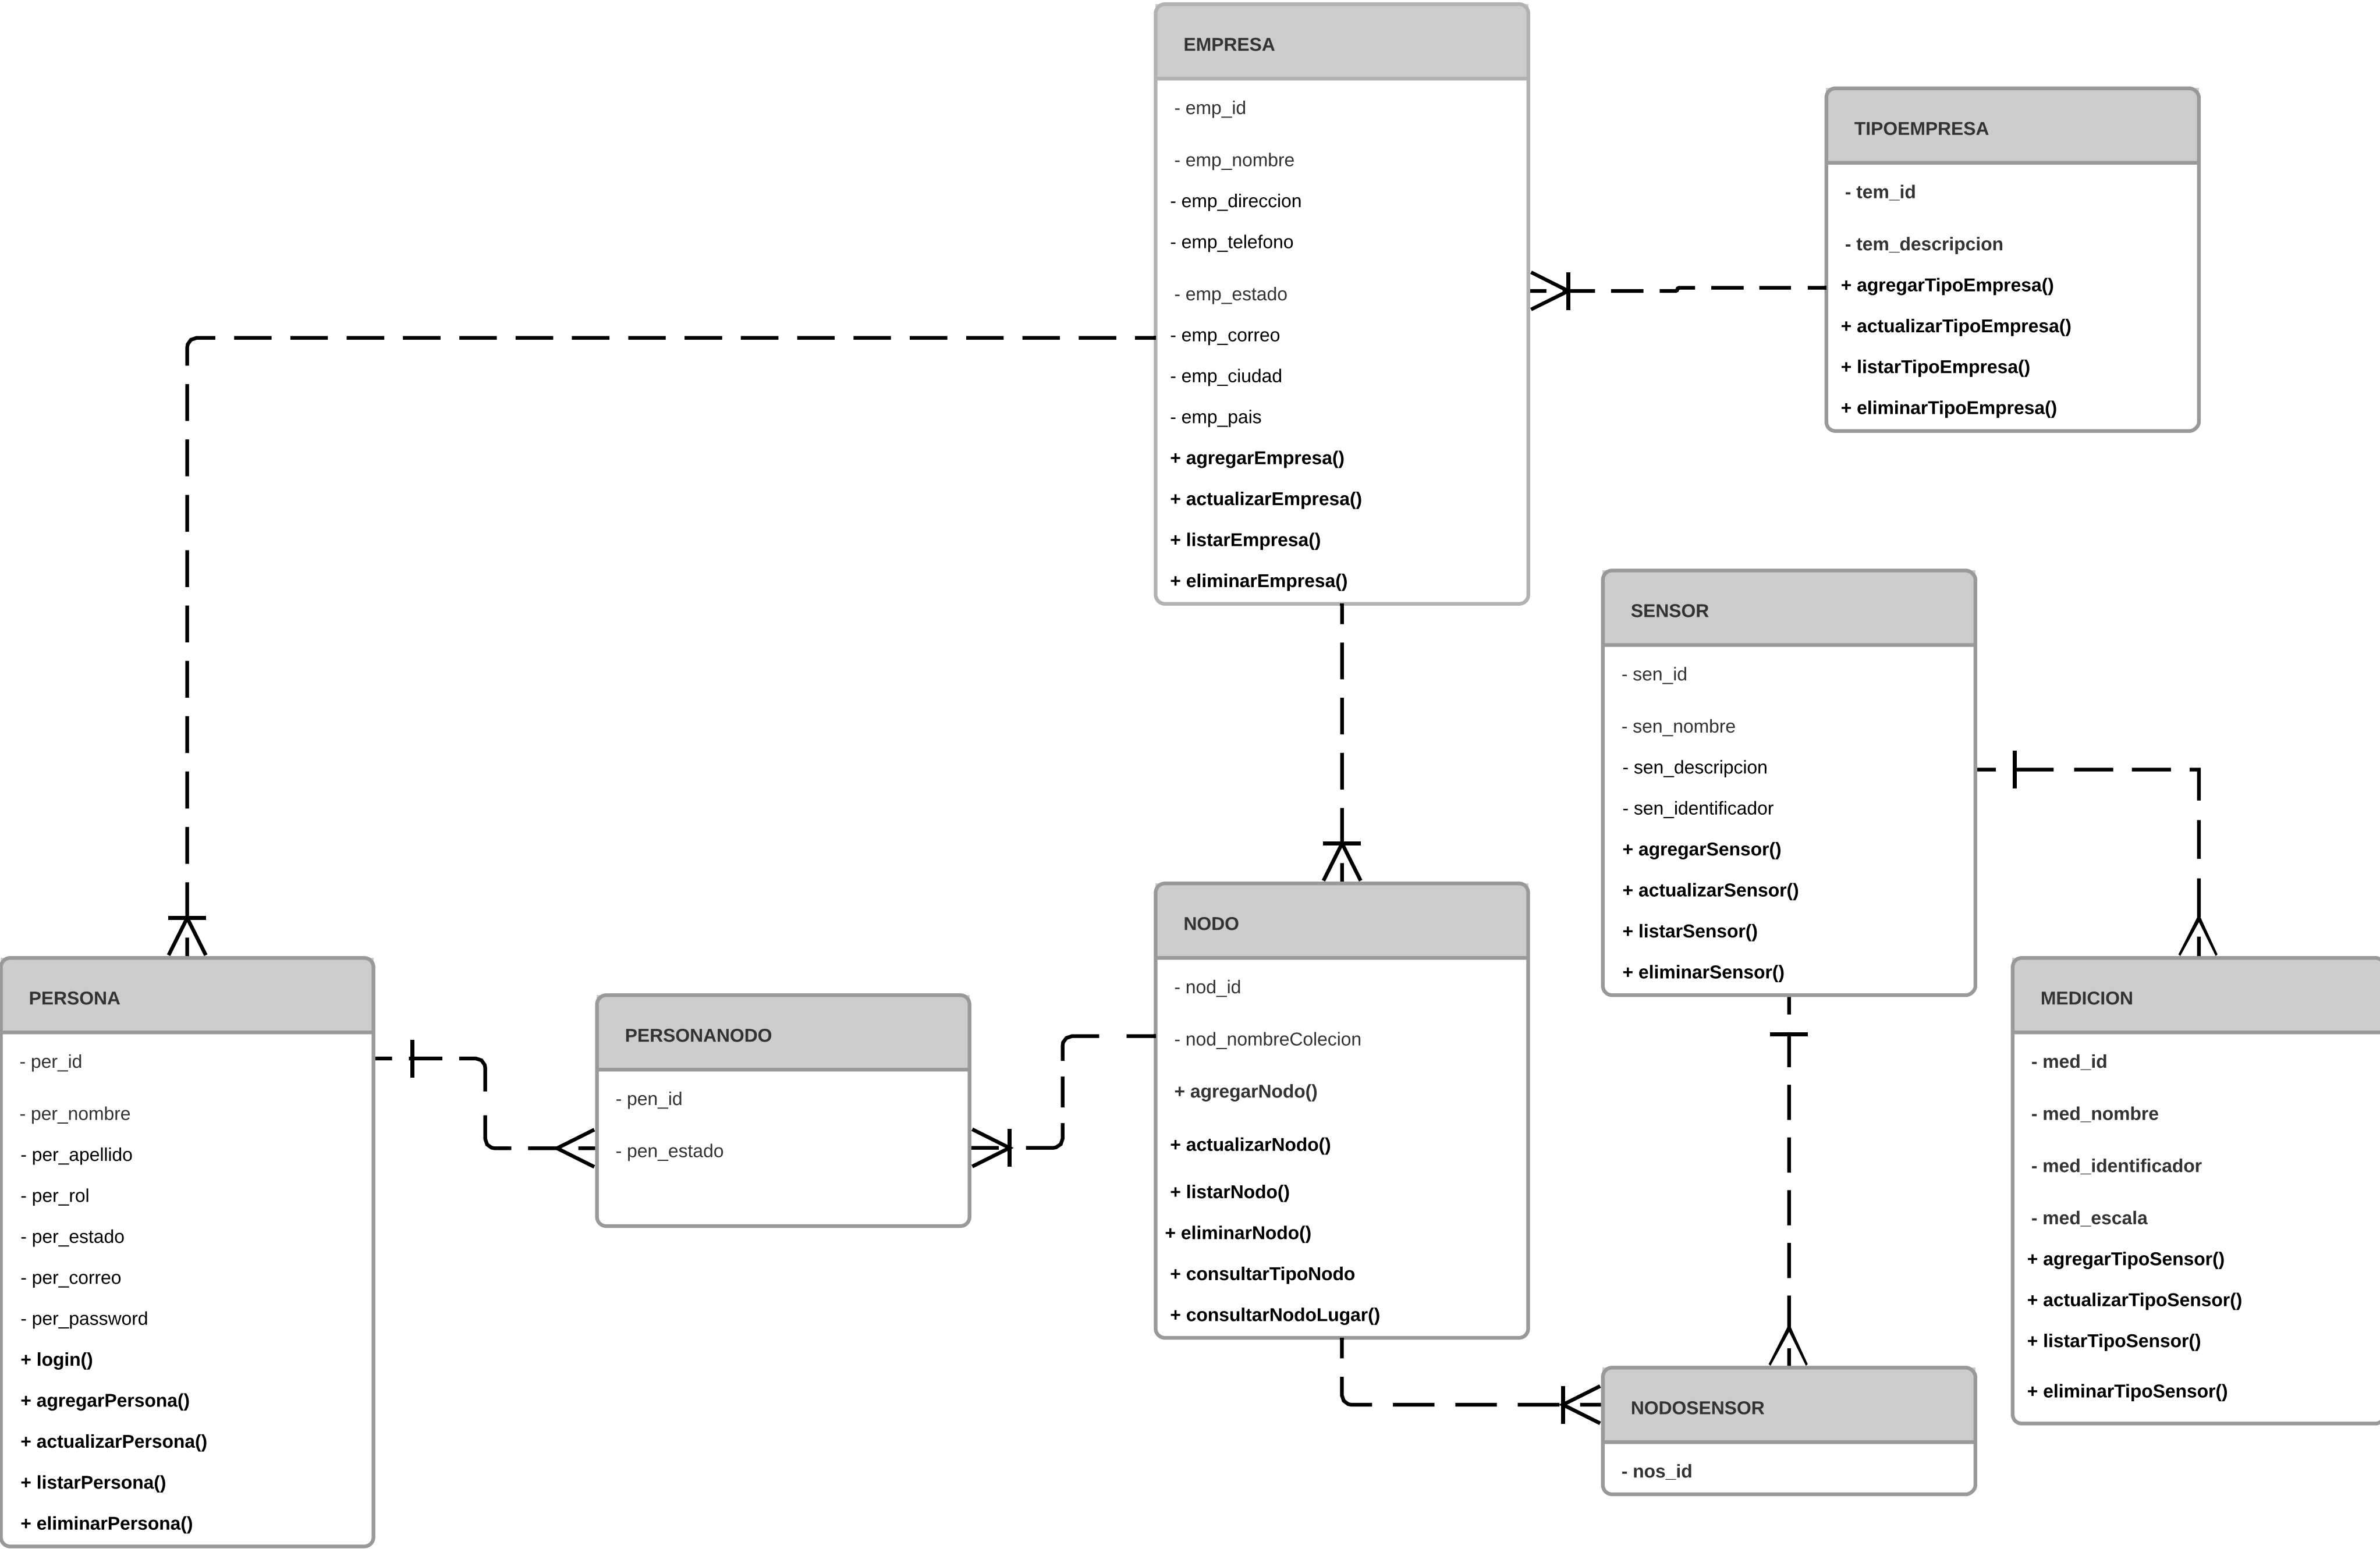 EMPRESA
- emp_id
- emp_nombre
- emp_direccion
- emp_telefono
- emp_estado
- emp_correo
- emp_ciudad
- emp_pais
+ agregarEmpresa()
+ actualizarEmpresa()
+ listarEmpresa()
+ eliminarEmpresa()
TIPOEMPRESA
- tem_id
- tem_descripcion
+ agregarTipoEmpresa()
+ actualizarTipoEmpresa()
+ listarTipoEmpresa()
+ eliminarTipoEmpresa()
SENSOR
- sen_id
- sen_nombre
- sen_descripcion
- sen_identificador
+ agregarSensor()
+ actualizarSensor()
+ listarSensor()
+ eliminarSensor()
PERSONA
- per_id
- per_nombre
- per_apellido
- per_rol
- per_estado
- per_correo
- per_password
+ login()
+ agregarPersona()
+ actualizarPersona()
+ listarPersona()
+ eliminarPersona()
PERSONANODO
- pen_id
- pen_estado
NODO
- nod_id
- nod_nombreColecion
+ agregarNodo()
+ actualizarNodo()
+ listarNodo()
+ eliminarNodo()
+ consultarTipoNodo
+ consultarNodoLugar()
MEDICION
- med_id
- med_nombre
- med_identificador
- med_escala
+ agregarTipoSensor()
+ actualizarTipoSensor()
+ listarTipoSensor()
+ eliminarTipoSensor()
NODOSENSOR
- nos_id